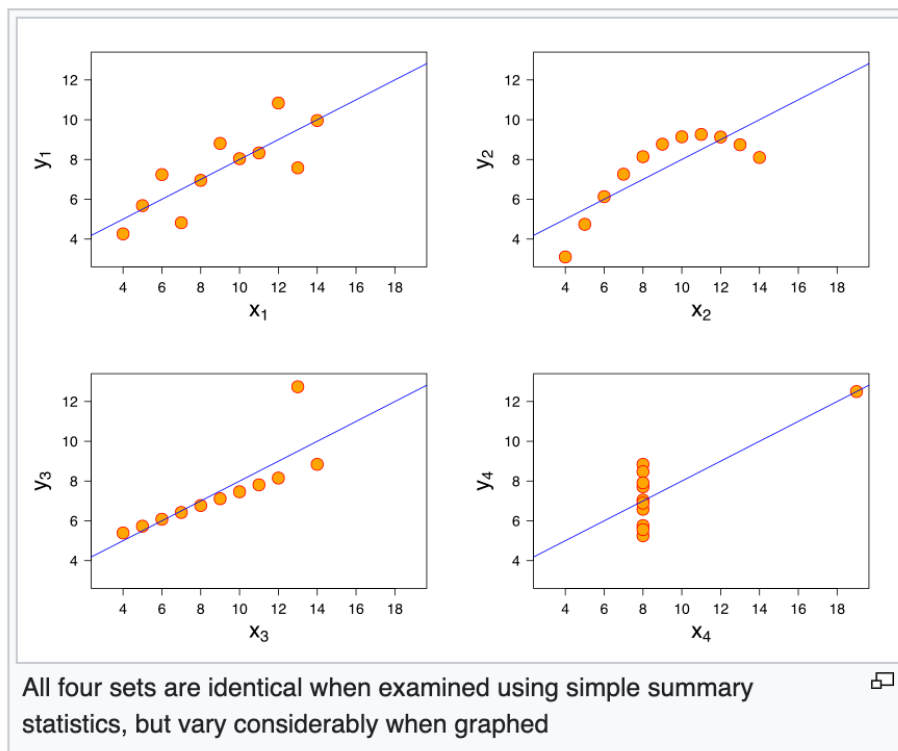 12
10
8
6
4
y₁
4 6 8 10 12 14 16 18
x₁
12
10
8
6
4
y₂
4 6 8 10 12 14 16 18
x₂
12
10
8
6
4
y₃
4 6 8 10 12 14 16 18
x₃
12
10
8
6
4
y₄
4 6 8 10 12 14 16 18
x₄
All four sets are identical when examined using simple summary
statistics, but vary considerably when graphed